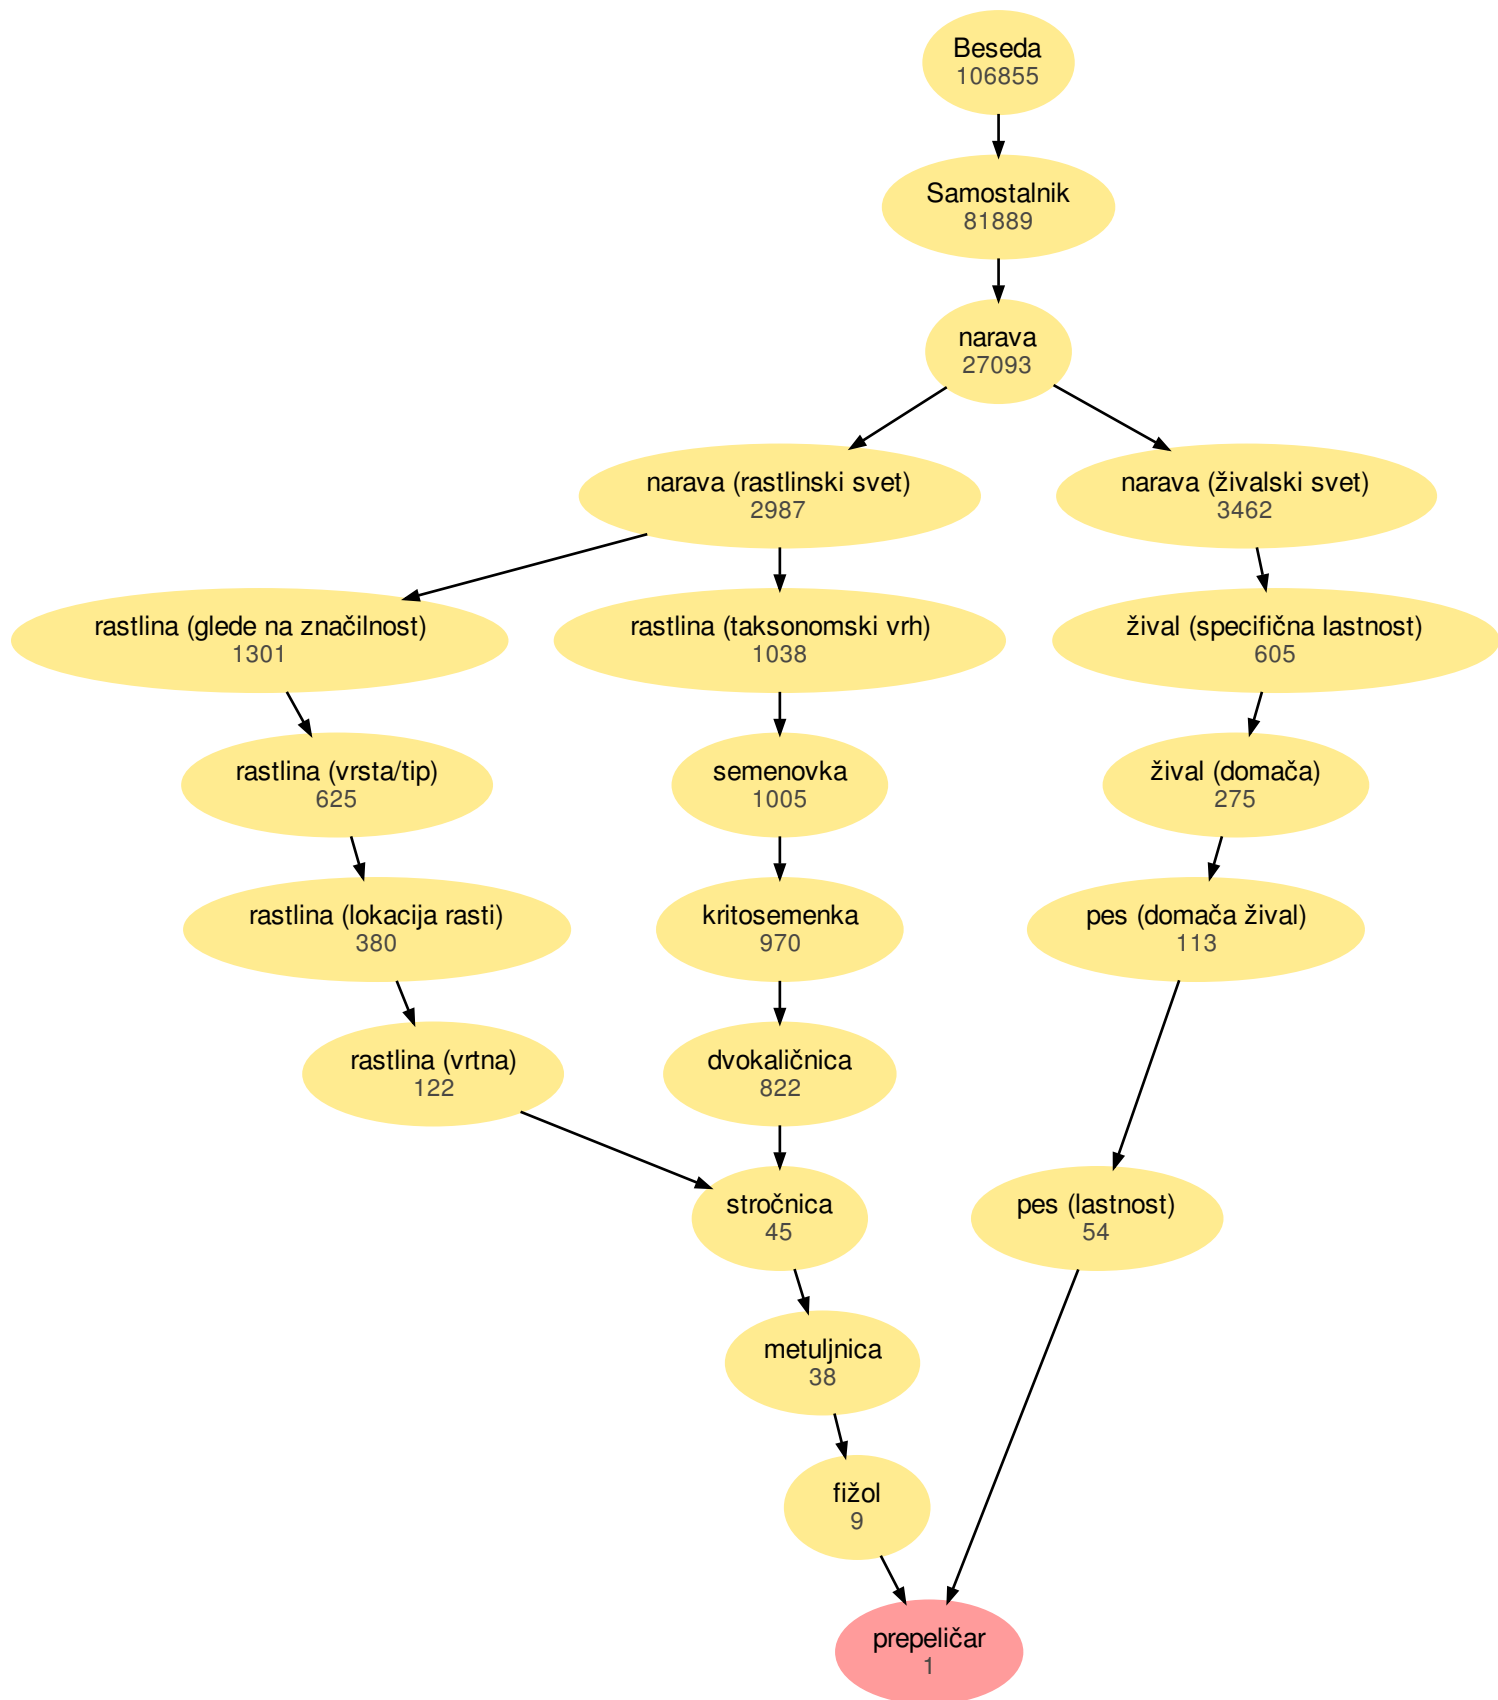 Beseda
106855
Samostalnik
81889
narava
27093
narava (rastlinski svet)
2987
narava (živalski svet)
3462
rastlina (glede na značilnost)
1301
rastlina (taksonomski vrh)
1038
žival (specifična lastnost)
605
rastlina (vrsta/tip)
625
semenovka
1005
žival (domača)
275
rastlina (lokacija rasti)
380
kritosemenka
970
pes (domača žival)
113
rastlina (vrtna)
122
dvokaličnica
822
stročnica
45
pes (lastnost)
54
metuljnica
38
fižol
9
prepeličar
1